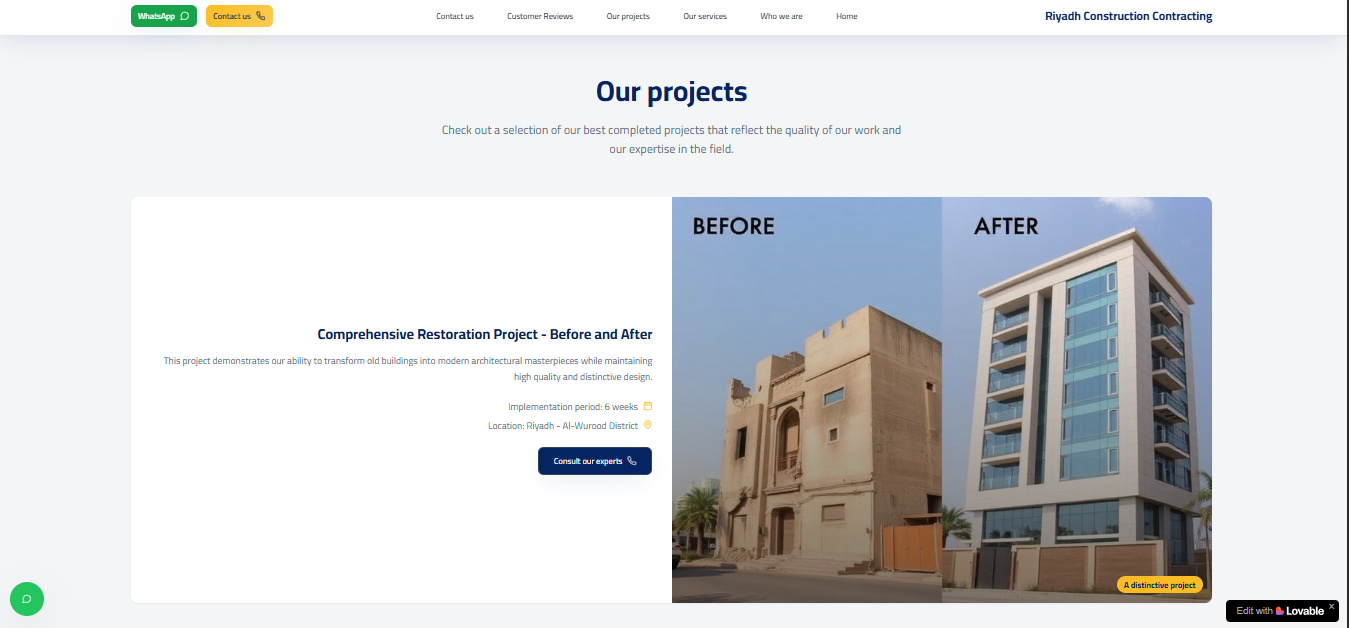 WhatsApp
Contact us
Contact us
Customer Reviews
Our projects
Our services
Who we are
Home
Riyadh Construction Contracting
Our projects
Check out a selection of our best completed projects that reflect the quality of our work and
our expertise in the field.
Comprehensive Restoration Project - Before and After
This project demonstrates our ability to transform old buildings into modern architectural masterpieces while maintaining
high quality and distinctive design.
Implementation period: 6 weeks
Location: Riyadh - Al-Wurood District
Consult our experts
BEFORE
AFTER
A distinctive project
Edit with Lovable